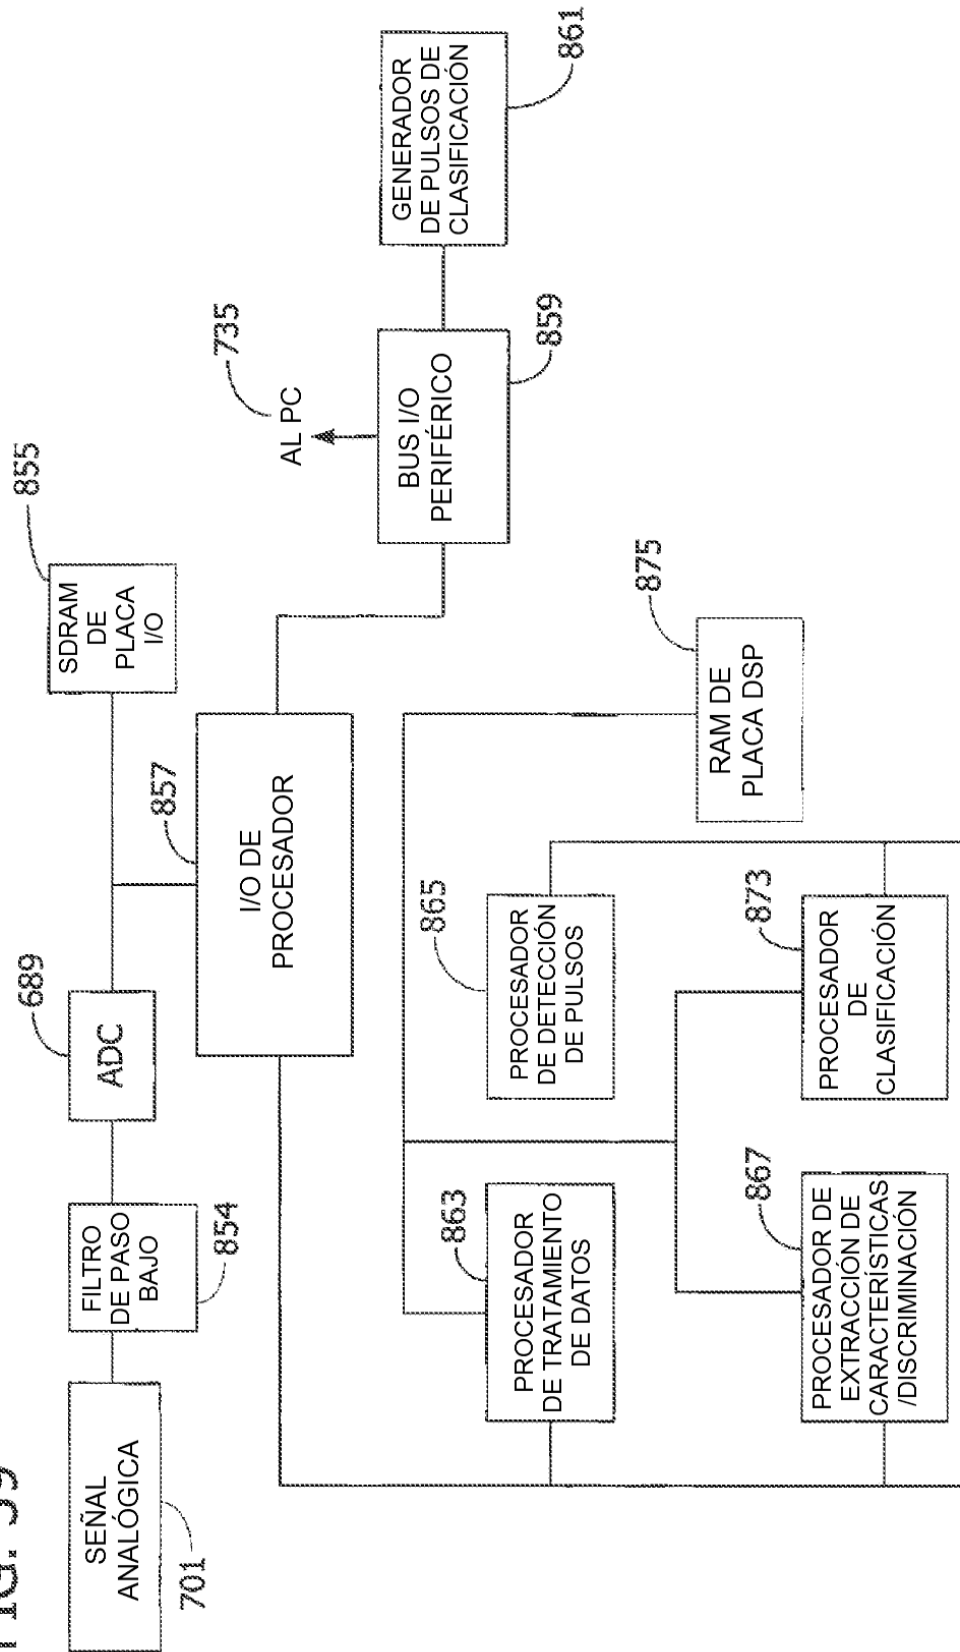 FIG. 59
SEÑAL
ANALÓGICA
701
FILTRO
DE PASO
BAJO
854
ADC
689
SDRAM
DE
PLACA
I/O
855
I/O DE
PROCESADOR
857
AL PC
735
BUS I/O
PERIFÉRICO
859
GENERADOR
DE PULSOS DE
CLASIFICACIÓN
861
PROCESADOR
DE TRATAMIENTO
DE DATOS
863
PROCESADOR
DE DETECCIÓN
DE PULSOS
865
RAM DE
PLACA DSP
875
PROCESADOR DE
EXTRACCIÓN DE
CARACTERÍSTICAS
/DISCRIMINACIÓN
867
PROCESADOR
DE
CLASIFICACIÓN
873